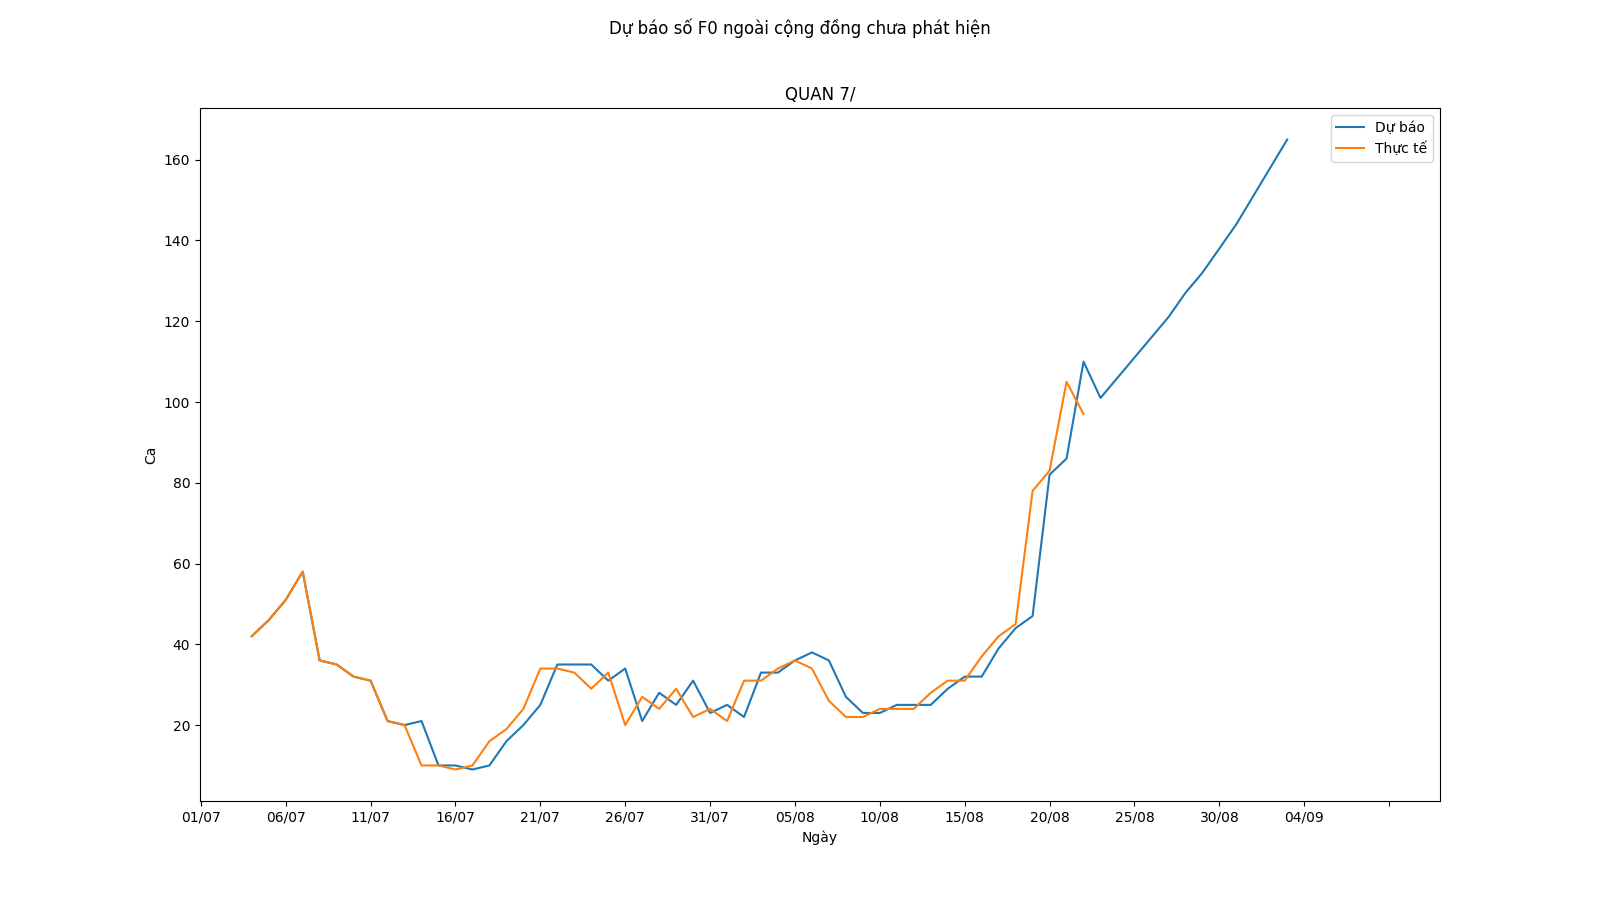 Dự báo số F0 ngoài cộng đồng chưa phát hiện
QUAN 7/
Dự báo
Thực tế
160
140
120
100
80
60
40
20
Ca
01/07 06/07 11/07 16/07 21/07 26/07 31/07 05/08 10/08 15/08 20/08 25/08 30/08 04/09
Ngày